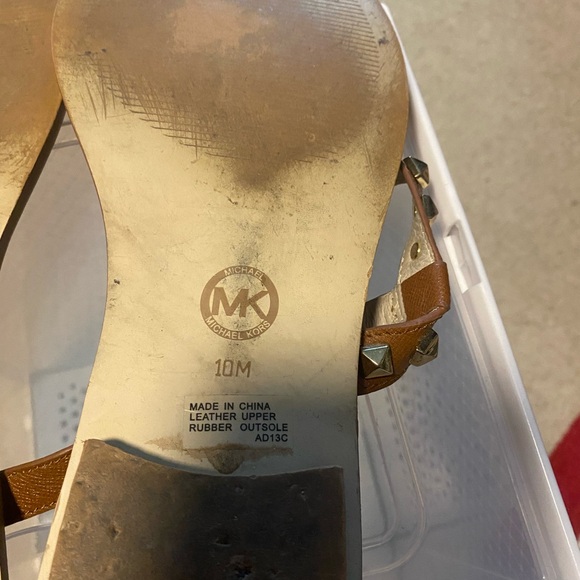 MICHAEL
MK
MICHAEL KORS
10M
MADE IN CHINA
LEATHER UPPER
RUBBER OUTSOLE
AD13C